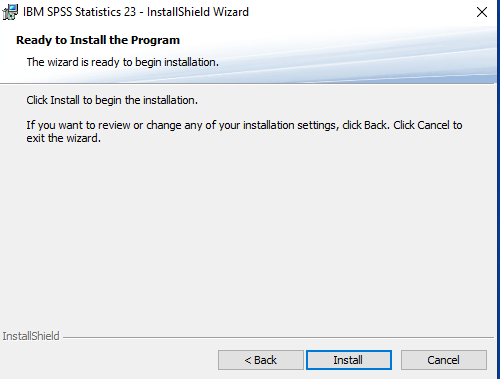 IBM SPSS Statistics 23 - InstallShield Wizard
Ready to Install the Program
The wizard is ready to begin installation.
Click Install to begin the installation.
If you want to review or change any of your installation settings, click Back. Click Cancel to
exit the wizard.
InstallShield
< Back Install Cancel